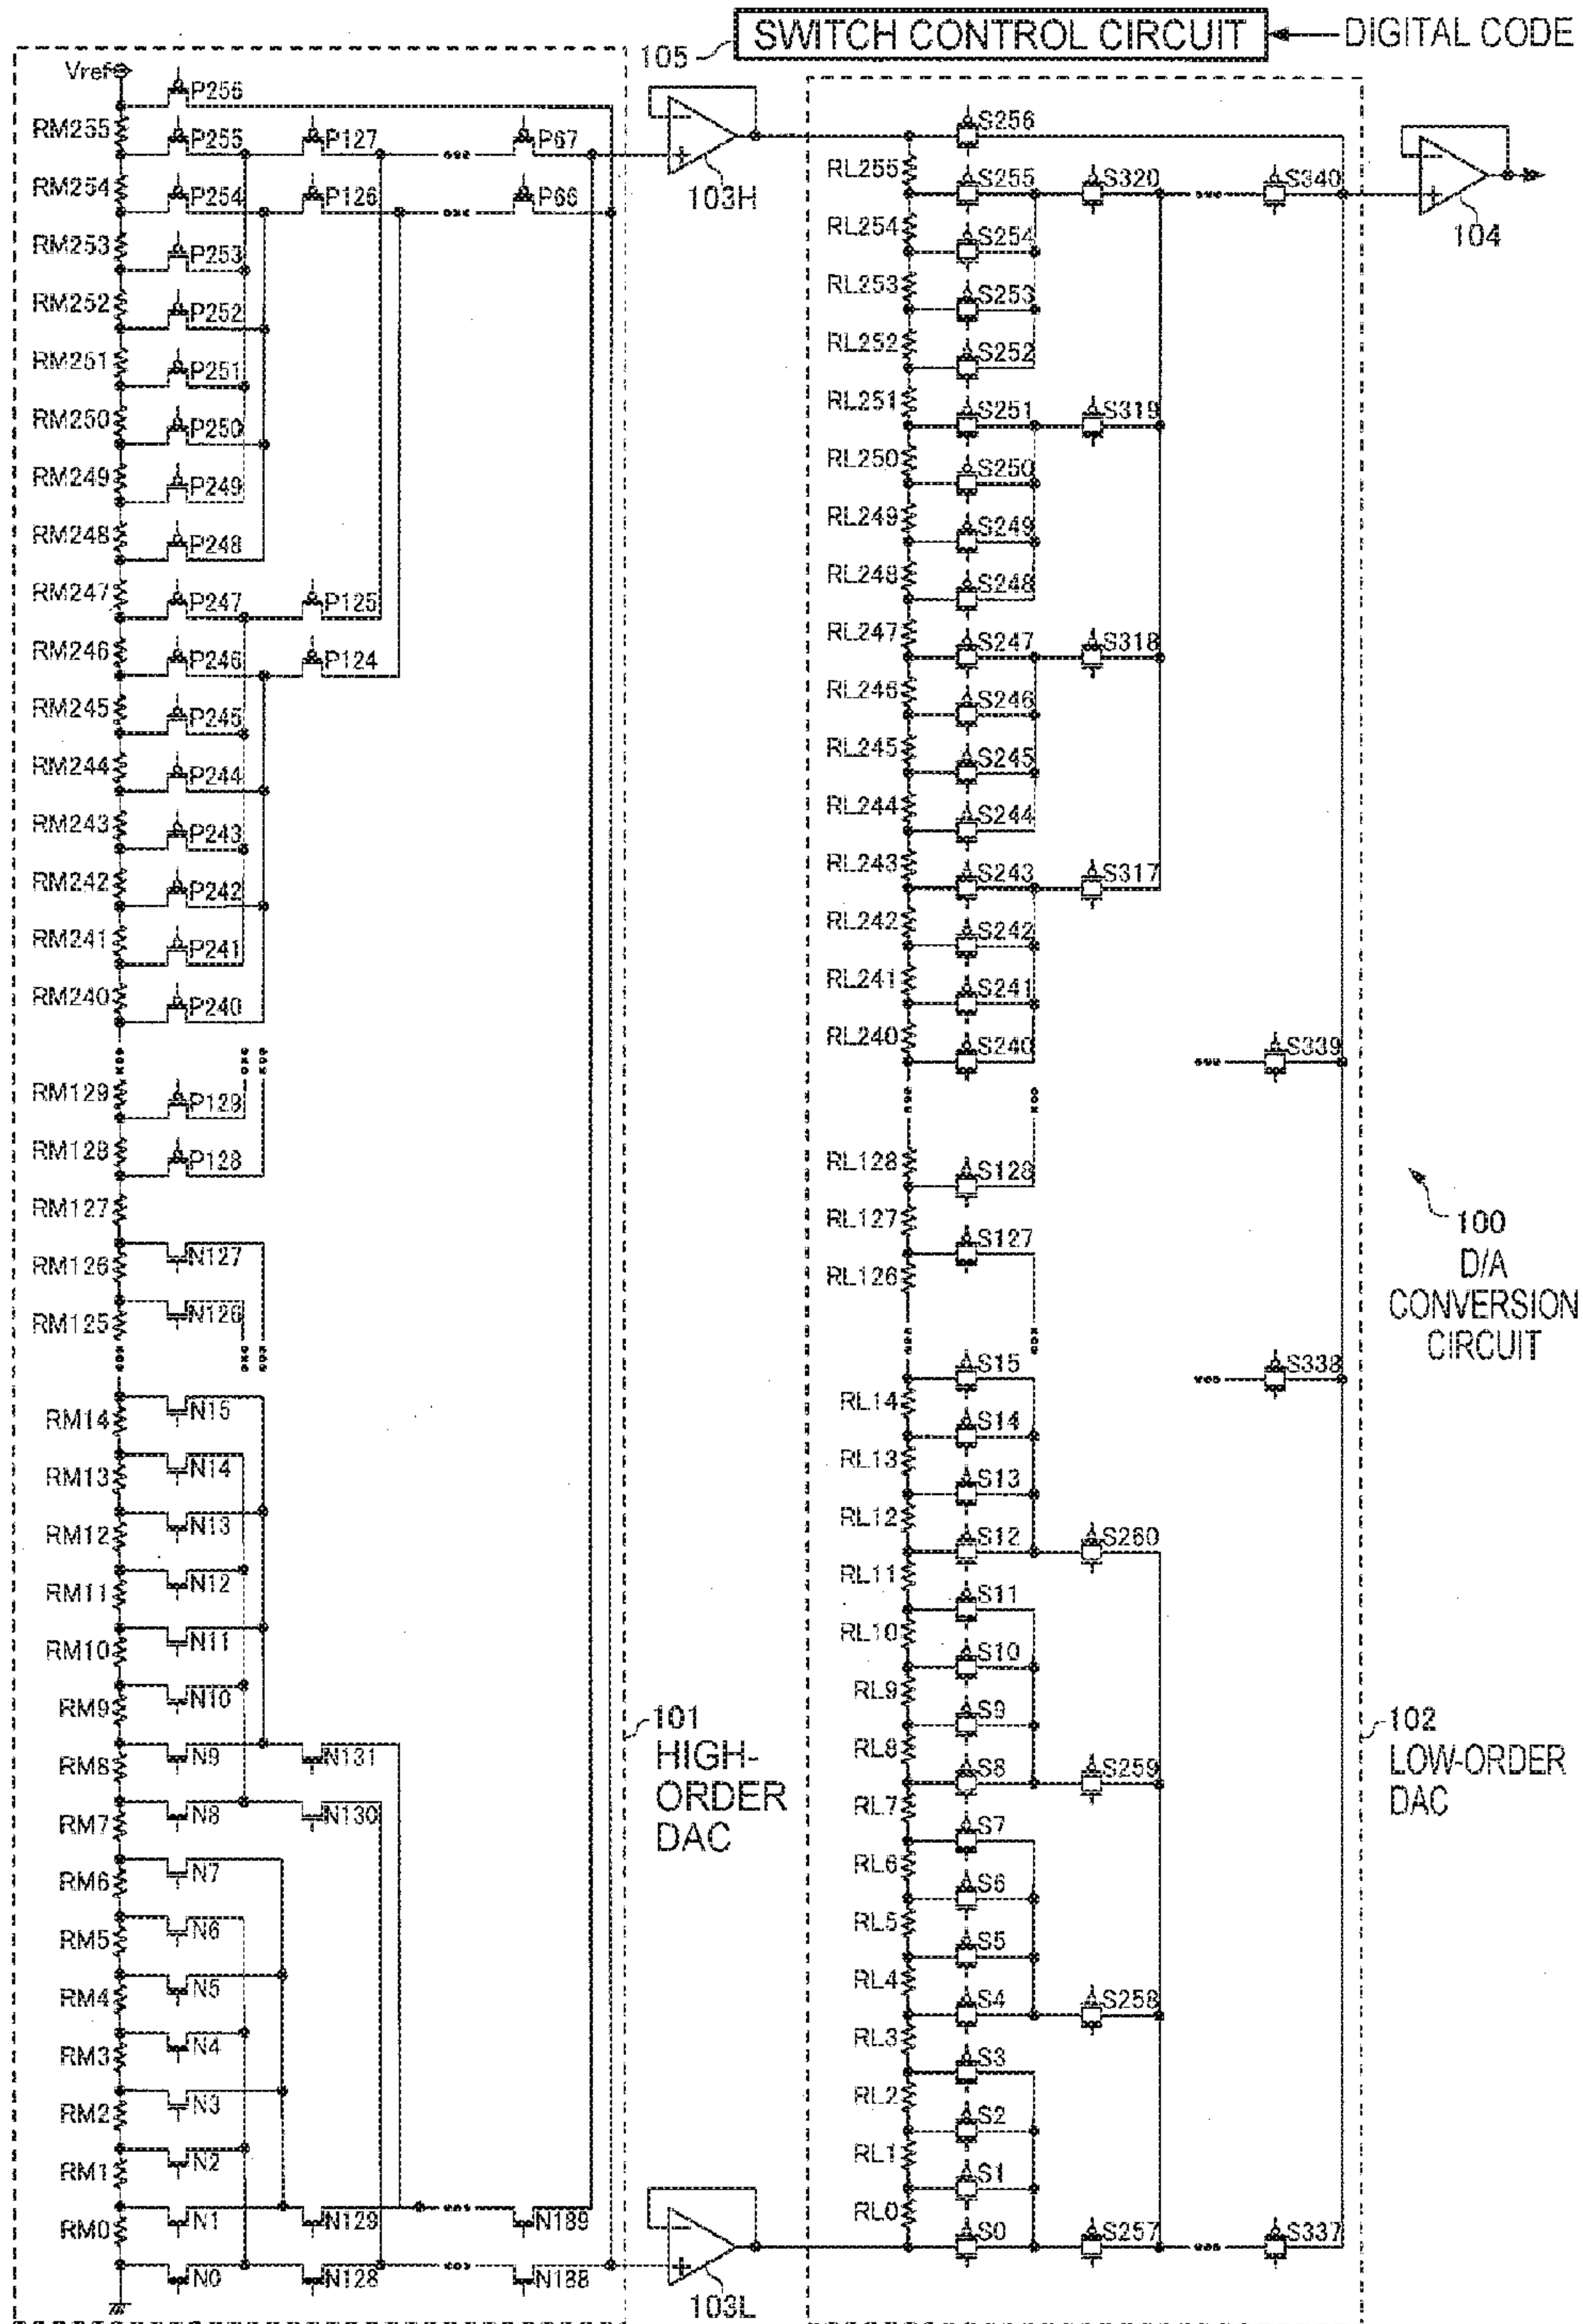 SWITCH CONTROL CIRCUIT
DIGITAL CODE
105
Vref
P256
RM255
P255
P127
P67
RM254
P254
P126
P66
RM253
P253
RM252
P252
RM251
P251
RM250
P250
RM249
P249
RM248
P248
RM247
P247
P125
RM246
P246
P124
RM245
P245
RM244
P244
RM243
P243
RM242
P242
RM241
P241
RM240
P240
RM129
P129
RM128
P128
RM127
N127
RM126
N126
RM125
N15
RM14
N14
RM13
N13
RM12
N12
RM11
N11
RM10
N10
RM9
N9
N131
RM8
N8
N130
RM7
N7
RM6
N6
RM5
N5
RM4
N4
RM3
N3
RM2
N2
RM1
N1
N129
N189
RM0
N0
N128
N188
101
HIGH-
ORDER
DAC
103H
103L
S256
RL255
S255
S320
S340
RL254
S254
RL253
S253
RL252
S252
RL251
S251
S319
RL250
S250
RL249
S249
RL248
S248
RL247
S247
S318
RL246
S246
RL245
S245
RL244
S244
RL243
S243
S317
RL242
S242
RL241
S241
RL240
S240
S339
RL128
S128
RL127
S127
RL126
S15
S338
RL14
S14
RL13
S13
RL12
S12
S260
RL11
S11
RL10
S10
RL9
S9
RL8
S8
S259
RL7
S7
RL6
S6
RL5
S5
RL4
S4
S258
RL3
S3
RL2
S2
RL1
S1
RL0
S0
S257
S337
102
LOW-ORDER
DAC
104
100
D/A
CONVERSION
CIRCUIT